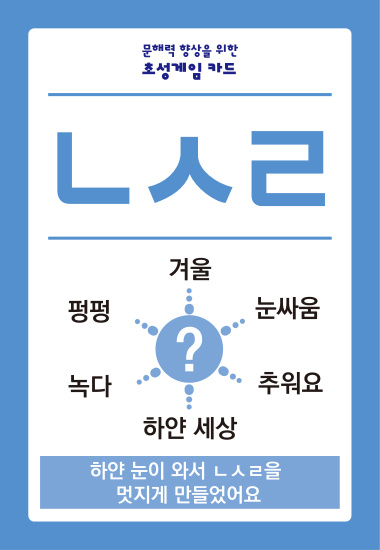 문해력 향상을 위한
초성게임 카드
ㄴㅅㄹ
겨울
펑펑
눈싸움
?
녹다
추워요
하얀 세상
하얀 눈이 와서 ㄴㅅㄹ을
멋지게 만들었어요